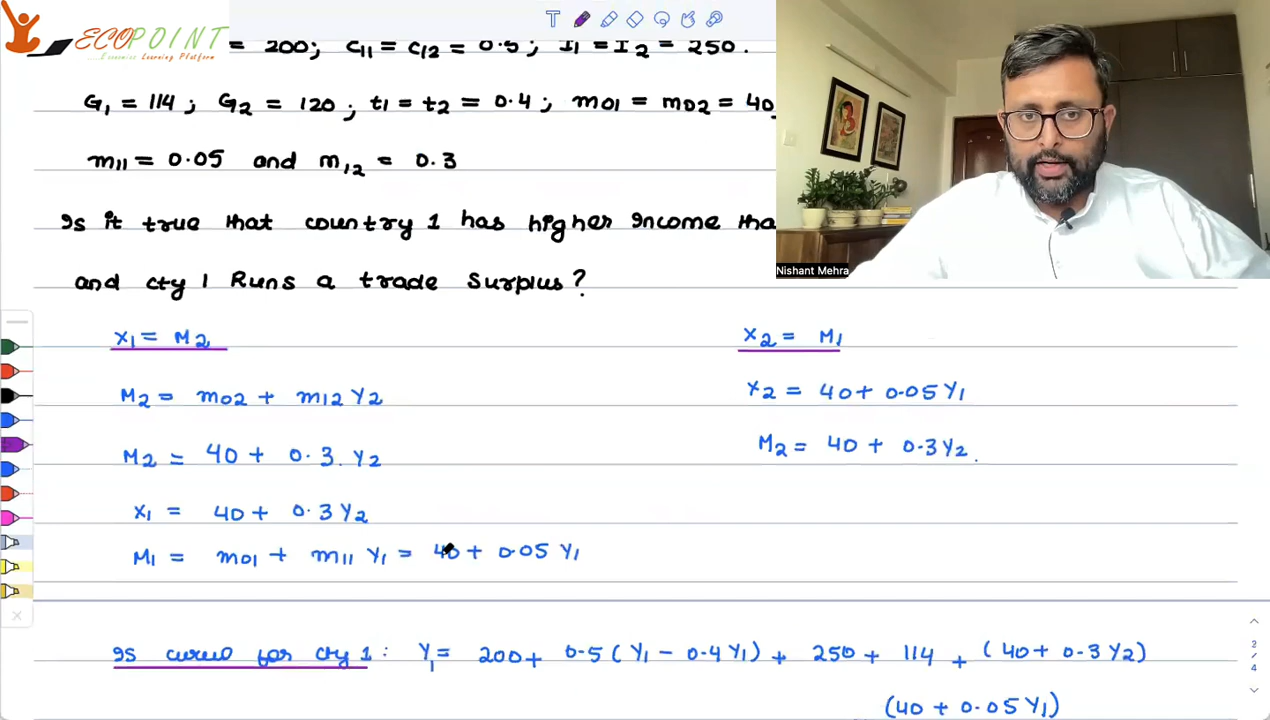 ECOPOINT
Economics Learning Platform
= 200; C11 = C12 = 0.5; I1 = I2 = 250.
G1 = 114; G2 = 120; t1 = t2 = 0.4; m01 = m02 = 40,
m11 = 0.05 and m12 = 0.3
Is it true that country 1 has higher Income tha
and cty 1 Runs a trade Surplus?
Nishant Mehra
X1 = M2
M2 = m02 + m12 Y2
M2 = 40 + 0.3. Y2
X1 = 40 + 0.3 Y2
M1 = m01 + m11 Y1 = 40 + 0.05 Y1
X2 = M1
X2 = 40 + 0.05 Y1
M2 = 40 + 0.3 Y2.
IS curve for cty 1: Y1 = 200 + 0.5 (Y1 - 0.4 Y1) + 250 + 114 + (40 + 0.3 Y2)
(40 + 0.05 Y1)
2
/
4